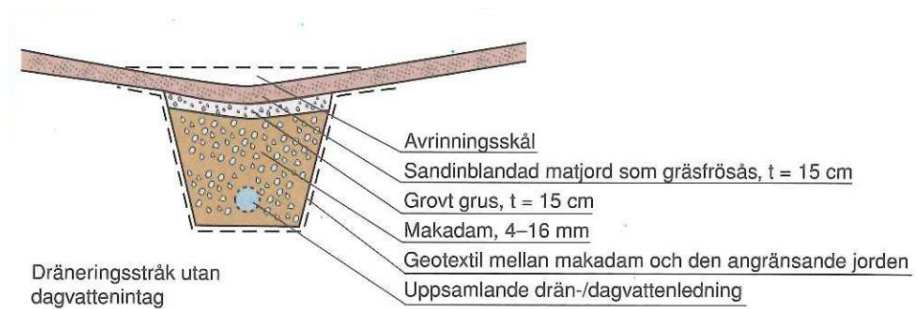 Avrinningsskål
Sandinblandad matjord som gräsfrösås, t = 15 cm
Grovt grus, t = 15 cm
Makadam, 4–16 mm
Geotextil mellan makadam och den angränsande jorden
Uppsamlande drän-/dagvattenledning
Dräneringsstråk utan
dagvattenintag